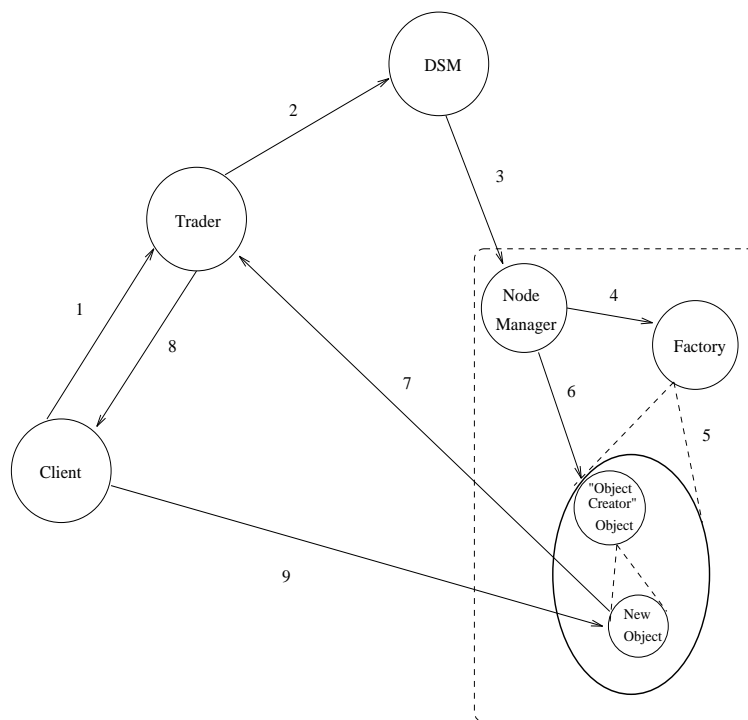 DSM
2
3
Trader
Node
Manager
4
Factory
1
8
7
6
5
Client
"Object
Creator"
Object
9
New
Object